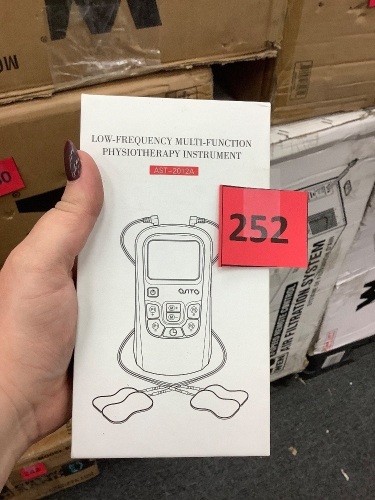 LOW-FREQUENCY MULTI-FUNCTION
PHYSIOTHERAPY INSTRUMENT
AST-2012A
252
AIR FILTRATION SYSTEM